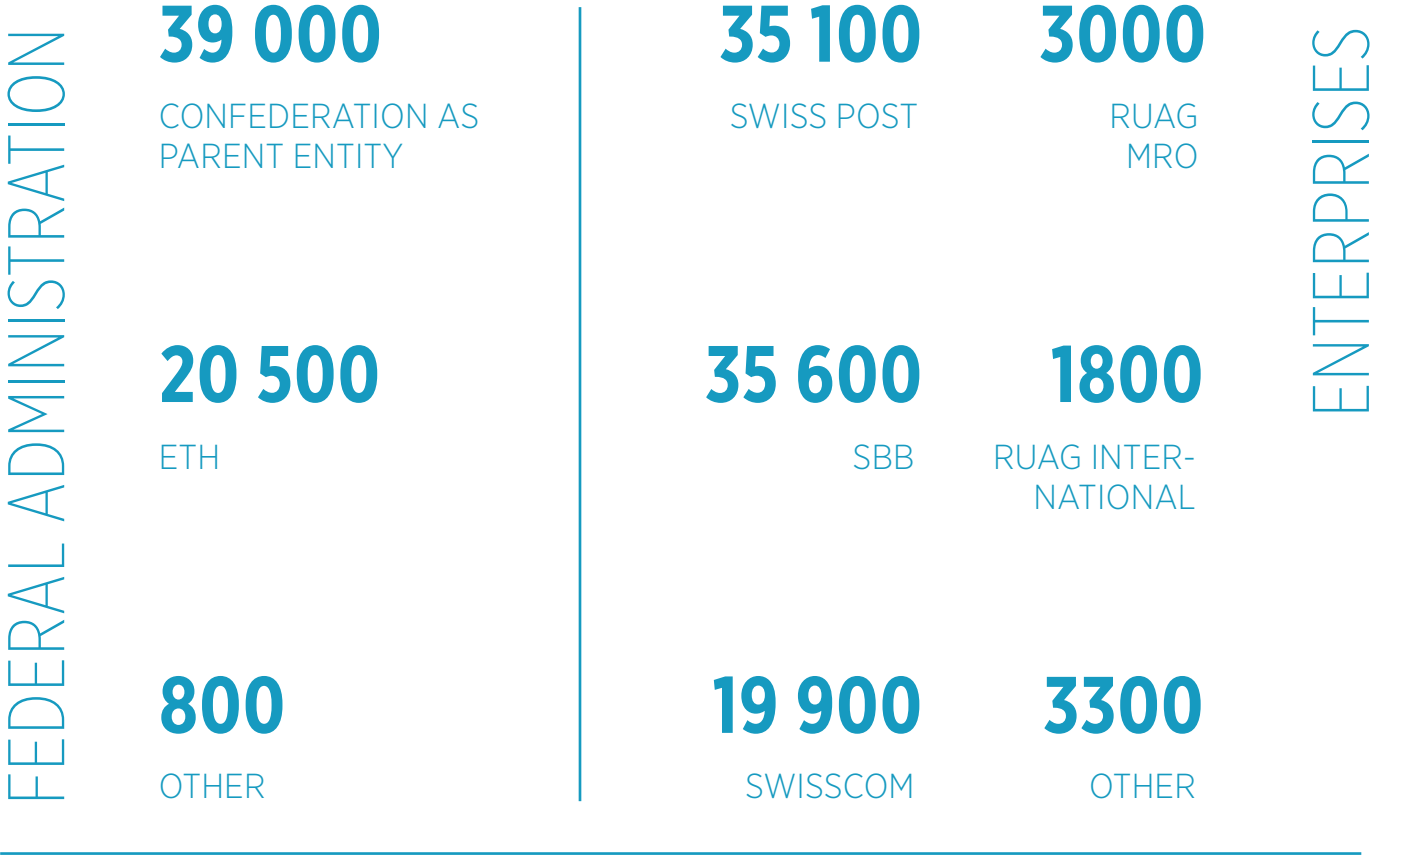 FEDERAL ADMINISTRATION
39 000
CONFEDERATION AS
PARENT ENTITY
20 500
ETH
800
OTHER
35 100
SWISS POST
35 600
SBB
19 900
SWISSCOM
3000
RUAG
MRO
1800
RUAG INTER-
NATIONAL
3300
OTHER
ENTERPRISES